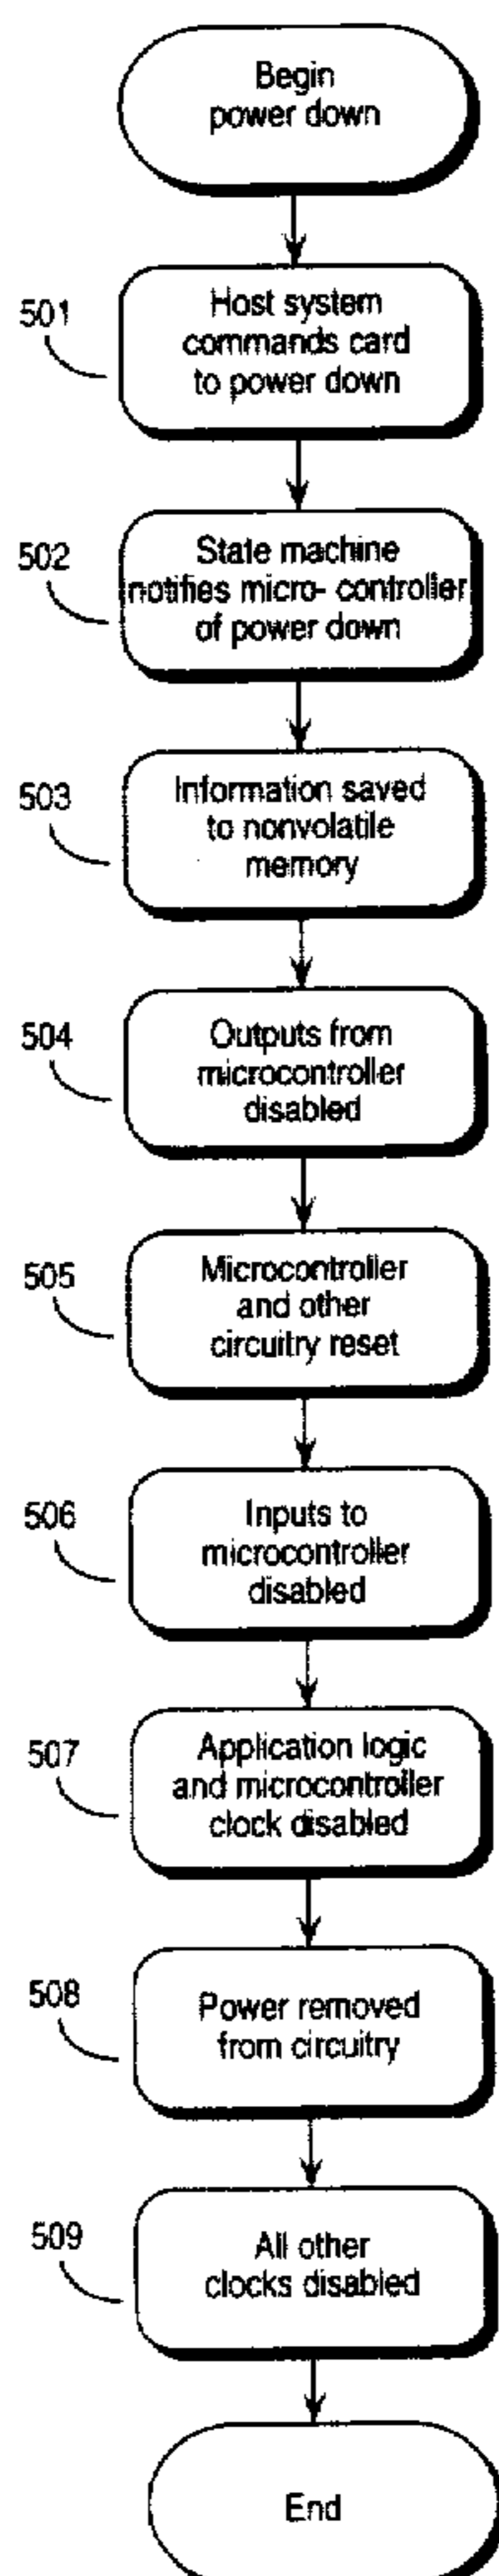 Begin
power down
501
Host system
commands card
to power down
502
State machine
notifies micro- controller
of power down
503
Information saved
to nonvolatile
memory
504
Outputs from
microcontroller
disabled
505
Microcontroller
and other
circuitry reset
506
Inputs to
microcontroller
disabled
507
Application logic
and microcontroller
clock disabled
508
Power removed
from circuitry
509
All other
clocks disabled
End